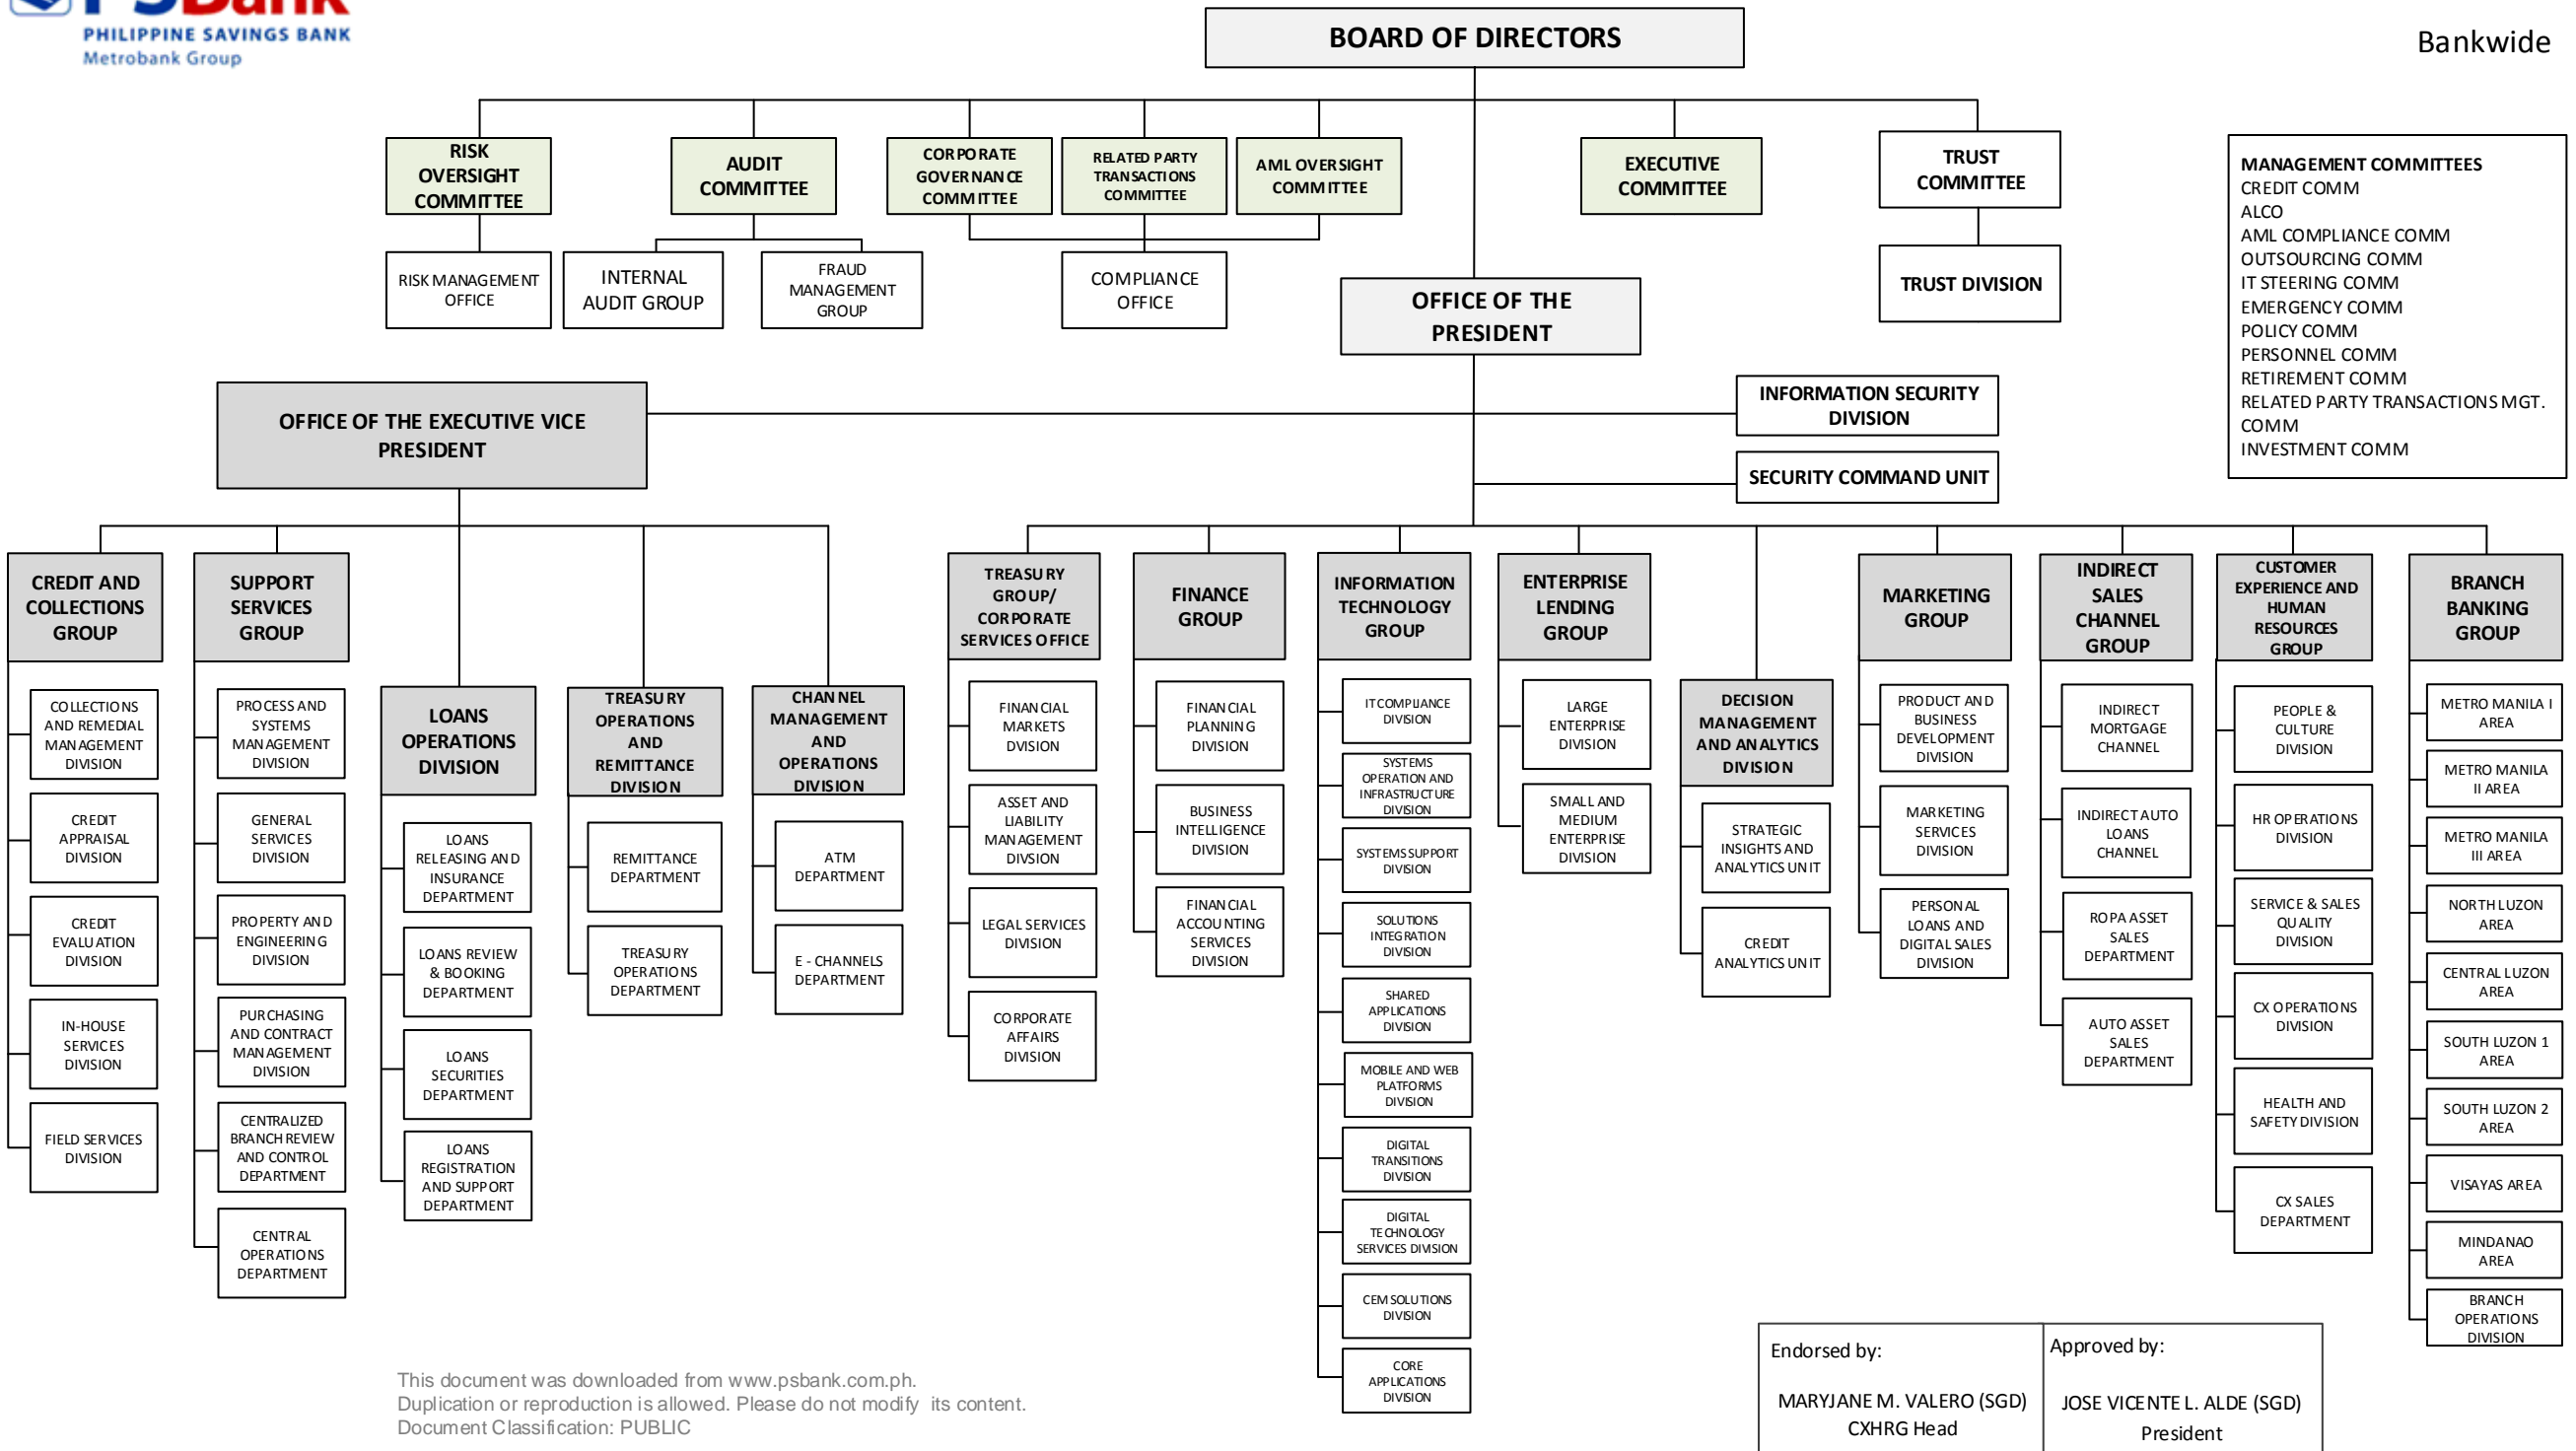 PSBank
PHILIPPINE SAVINGS BANK
Metrobank Group
BOARD OF DIRECTORS
Bankwide
RISK
OVERSIGHT
COMMITTEE
AUDIT
COMMITTEE
CORPORATE
GOVERNANCE
COMMITTEE
RELATED PARTY
TRANSACTIONS
COMMITTEE
AML OVERSIGHT
COMMITTEE
EXECUTIVE
COMMITTEE
TRUST
COMMITTEE
RISK MANAGEMENT
OFFICE
INTERNAL
AUDIT GROUP
FRAUD
MANAGEMENT
GROUP
COMPLIANCE
OFFICE
TRUST DIVISION
MANAGEMENT COMMITTEES
CREDIT COMM
ALCO
AML COMPLIANCE COMM
OUTSOURCING COMM
IT STEERING COMM
EMERGENCY COMM
POLICY COMM
PERSONNEL COMM
RETIREMENT COMM
RELATED PARTY TRANSACTIONS MGT.
COMM
INVESTMENT COMM
OFFICE OF THE
PRESIDENT
OFFICE OF THE EXECUTIVE VICE
PRESIDENT
INFORMATION SECURITY
DIVISION
SECURITY COMMAND UNIT
CREDIT AND
COLLECTIONS
GROUP
COLLECTIONS
AND REMEDIAL
MANAGEMENT
DIVISION
CREDIT
APPRAISAL
DIVISION
CREDIT
EVALUATION
DIVISION
IN-HOUSE
SERVICES
DIVISION
FIELD SERVICES
DIVISION
SUPPORT
SERVICES
GROUP
PROCESS AND
SYSTEMS
MANAGEMENT
DIVISION
GENERAL
SERVICES
DIVISION
PROPERTY AND
ENGINEERING
DIVISION
PURCHASING
AND CONTRACT
MANAGEMENT
DIVISION
CENTRALIZED
BRANCH REVIEW
AND CONTROL
DEPARTMENT
CENTRAL
OPERATIONS
DEPARTMENT
LOANS
OPERATIONS
DIVISION
LOANS
RELEASING AND
INSURANCE
DEPARTMENT
LOANS REVIEW
& BOOKING
DEPARTMENT
LOANS
SECURITIES
DEPARTMENT
LOANS
REGISTRATION
AND SUPPORT
DEPARTMENT
TREASURY
OPERATIONS
AND
REMITTANCE
DIVISION
REMITTANCE
DEPARTMENT
TREASURY
OPERATIONS
DEPARTMENT
CHANNEL
MANAGEMENT
AND
OPERATIONS
DIVISION
ATM
DEPARTMENT
E - CHANNELS
DEPARTMENT
TREASURY
GROUP/
CORPORATE
SERVICES OFFICE
FINANCIAL
MARKETS
DIVISION
ASSET AND
LIABILITY
MANAGEMENT
DIVSION
LEGAL SERVICES
DIVISION
CORPORATE
AFFAIRS
DIVISION
FINANCE
GROUP
FINANCIAL
PLANNING
DIVISION
BUSINESS
INTELLIGENCE
DIVISION
FINANCIAL
ACCOUNTING
SERVICES
DIVISION
INFORMATION
TECHNOLOGY
GROUP
IT COMPLIANCE
DIVISION
SYSTEMS
OPERATION AND
INFRASTRUCTURE
DIVISION
SYSTEMS SUPPORT
DIVISION
SOLUTIONS
INTEGRATION
DIVISION
SHARED
APPLICATIONS
DIVISION
MOBILE AND WEB
PLATFORMS
DIVISION
DIGITAL
TRANSITIONS
DIVISION
DIGITAL
TECHNOLOGY
SERVICES DIVISION
CEM SOLUTIONS
DIVISION
CORE
APPLICATIONS
DIVISION
ENTERPRISE
LENDING
GROUP
LARGE
ENTERPRISE
DIVISION
SMALL AND
MEDIUM
ENTERPRISE
DIVISION
DECISION
MANAGEMENT
AND ANALYTICS
DIVISION
STRATEGIC
INSIGHTS AND
ANALYTICS UNIT
CREDIT
ANALYTICS UNIT
MARKETING
GROUP
PRODUCT AND
BUSINESS
DEVELOPMENT
DIVISION
MARKETING
SERVICES
DIVISION
PERSONAL
LOANS AND
DIGITAL SALES
DIVISION
INDIRECT
SALES
CHANNEL
GROUP
INDIRECT
MORTGAGE
CHANNEL
INDIRECT AUTO
LOANS
CHANNEL
ROPA ASSET
SALES
DEPARTMENT
AUTO ASSET
SALES
DEPARTMENT
CUSTOMER
EXPERIENCE AND
HUMAN
RESOURCES
GROUP
PEOPLE &
CULTURE
DIVISION
HR OPERATIONS
DIVISION
SERVICE & SALES
QUALITY
DIVISION
CX OPERATIONS
DIVISION
HEALTH AND
SAFETY DIVISION
CX SALES
DEPARTMENT
BRANCH
BANKING
GROUP
METRO MANILA I
AREA
METRO MANILA
II AREA
METRO MANILA
III AREA
NORTH LUZON
AREA
CENTRAL LUZON
AREA
SOUTH LUZON 1
AREA
SOUTH LUZON 2
AREA
VISAYAS AREA
MINDANAO
AREA
BRANCH
OPERATIONS
DIVISION
This document was downloaded from www.psbank.com.ph.
Duplication or reproduction is allowed. Please do not modify its content.
Document Classification: PUBLIC
Endorsed by:
MARYJANE M. VALERO (SGD)
CXHRG Head
Approved by:
JOSE VICENTE L. ALDE (SGD)
President